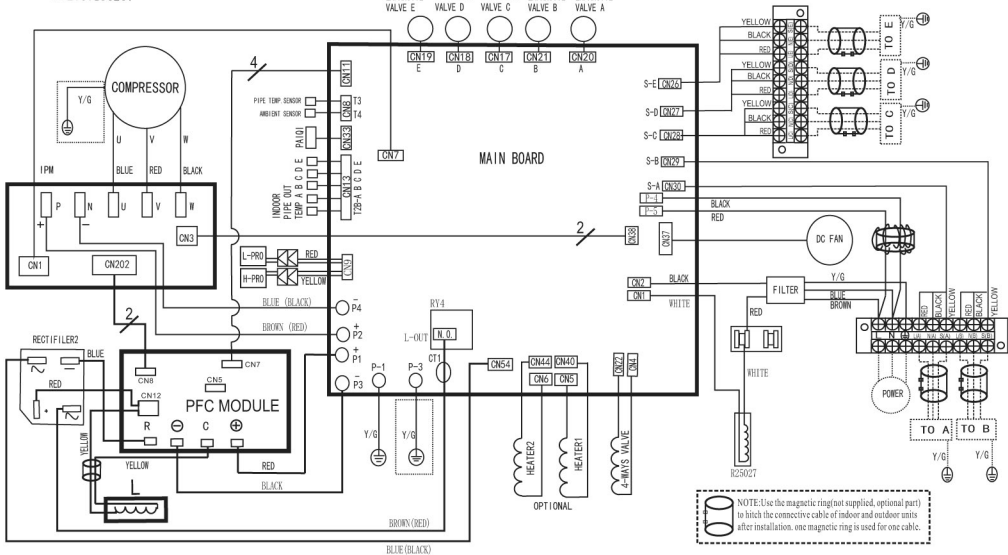 VALVE E VALVE D VALVE C VALVE B VALVE A
CN19 CN18 CN17 CN21 CN20
E D C B A
COMPRESSOR
Y/G
U V W
BLUE RED BLACK
IPM
P N U V W
+ −
CN1
CN202
CN3
2
4
CN11
PIPE TEMP. SENSOR
AMBIENT SENSOR
CN8
T3
T4
PAIQI
CN33
CN7
INDOOR
PIPE OUT
TEMP A B C D E
CN13
T2B-A B C D E
MAIN BOARD
L-PRO
H-PRO
RED
YELLOW
CN9
2
CN38
CN37
BLUE (BLACK)
BROWN (RED)
−
P4
+
P2
+
P1
−
P3
P-1
P-3
Y/G
Y/G
RY4
L-OUT
N.O.
CT1
CN54
CN44 CN40
CN6 CN5
CN22
CN4
HEATER2
HEATER1
OPTIONAL
4-WAYS VALVE
S-E CN26
S-D CN27
S-C CN28
S-B CN29
S-A CN30
P-4
P-5
BLACK
RED
CN2
CN1
BLACK
WHITE
DC FAN
FILTER
Y/G
BLUE
BROWN
RED
WHITE
R25027
YELLOW
BLACK
RED
YELLOW
BLACK
RED
YELLOW
BLACK
RED
TO E
Y/G
TO D
Y/G
TO C
Y/G
RED
BLACK
YELLOW
RED
BLACK
YELLOW
L N L(A) N(A) S(A) L(B) N(B) S(B)
POWER
TO A
TO B
Y/G
Y/G
RECTIFILER2
BLUE
RED
+
YELLOW
2
CN8
CN7
CN5
CN12
PFC MODULE
R − C +
YELLOW
RED
BLACK
L
BROWN(RED)
BLUE(BLACK)
NOTE:Use the magnetic ring(not supplied, optional part)
to hitch the connective cable of indoor and outdoor units
after installation. one magnetic ring is used for one cable.